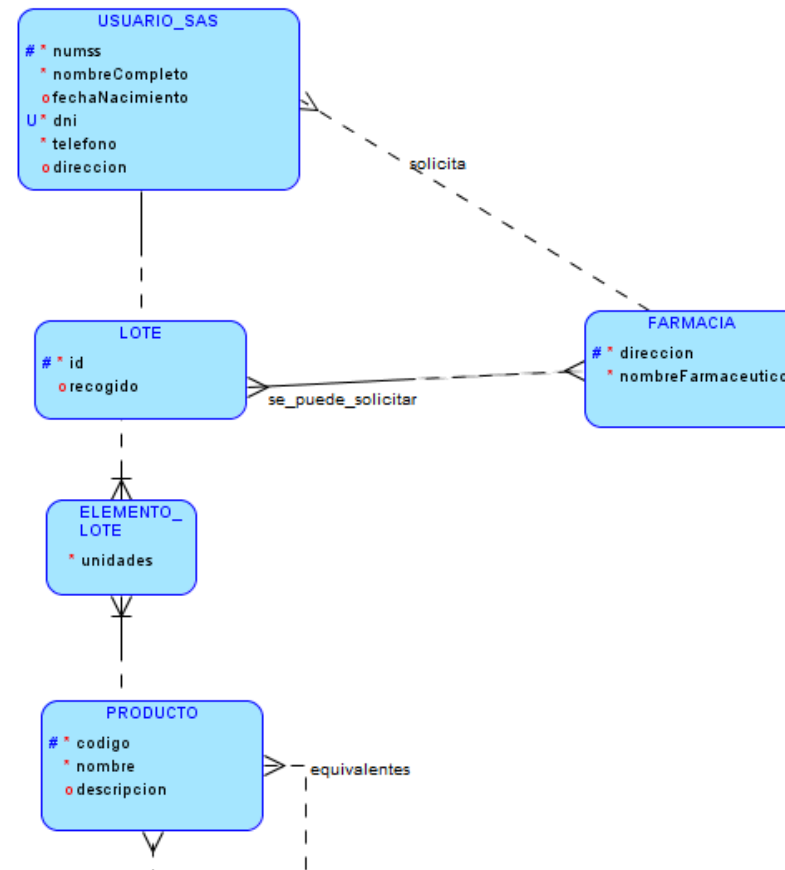 USUARIO_SAS
# * numss
* nombreCompleto
o fechaNacimiento
U * dni
* telefono
o direccion
solicita
LOTE
# * id
o recogido
FARMACIA
# * direccion
* nombreFarmaceutico
se_puede_solicitar
ELEMENTO_
LOTE
* unidades
PRODUCTO
# * codigo
* nombre
o descripcion
equivalentes